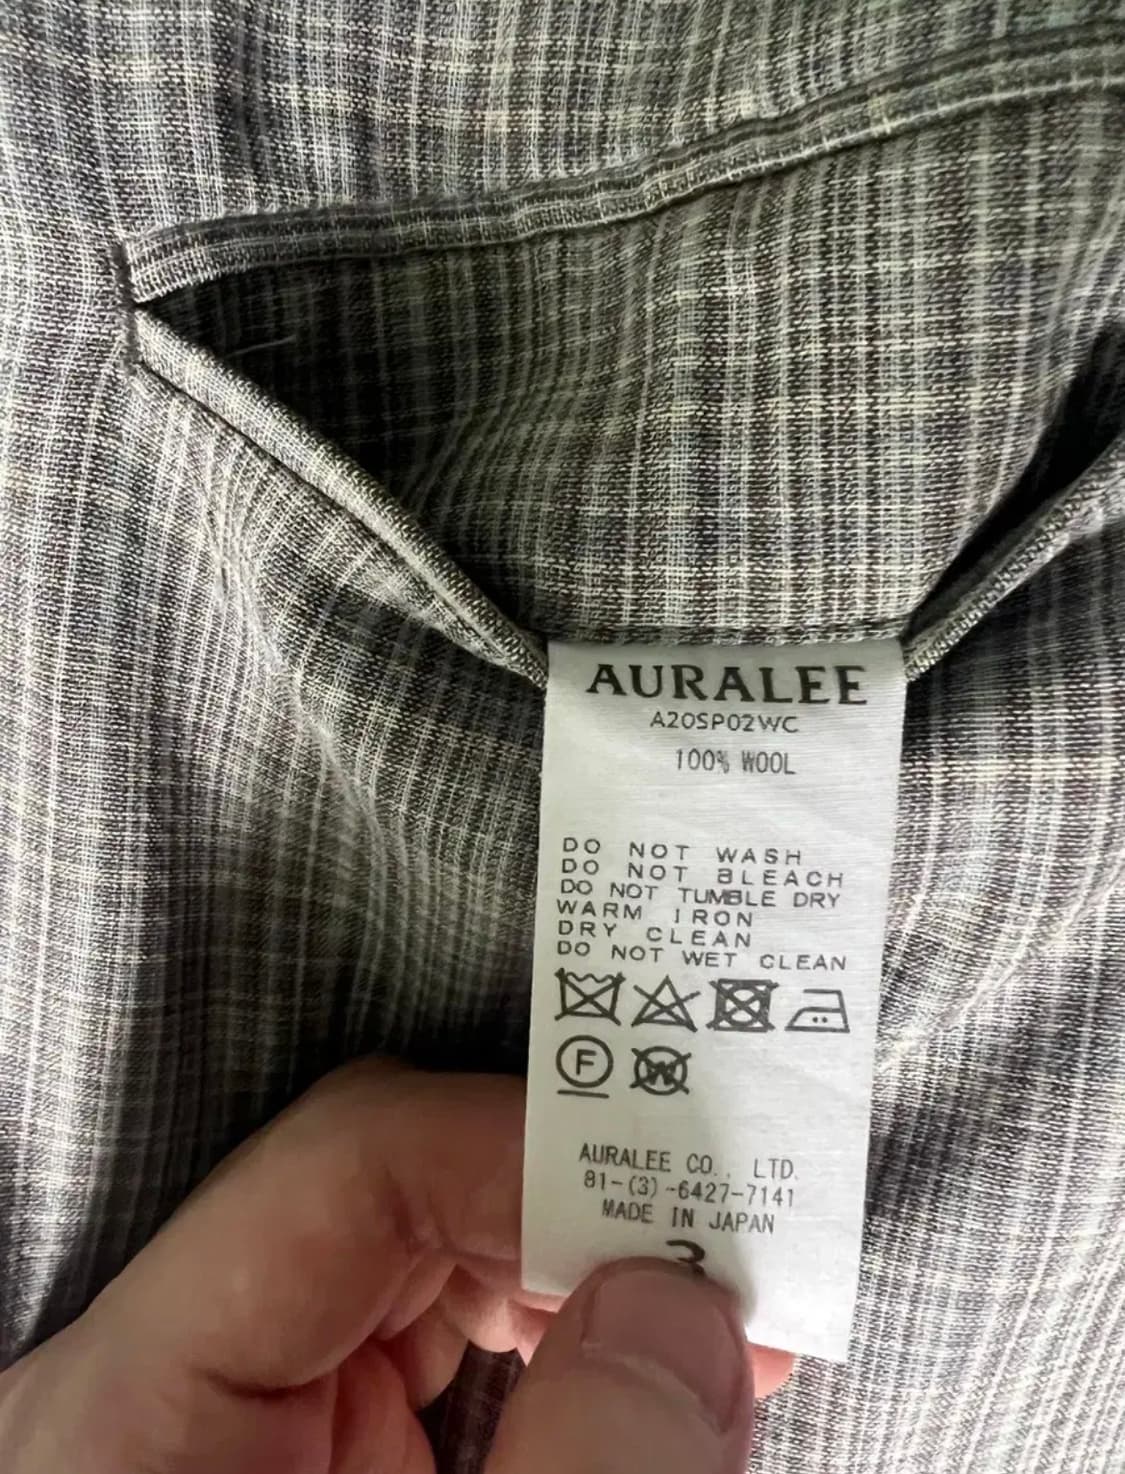 AURALEE
A20SP02WC
100% WOOL
DO NOT WASH
DO NOT BLEACH
DO NOT TUMBLE DRY
WARM IRON
DRY CLEAN
DO NOT WET CLEAN
F W
AURALEE CO., LTD.
81-(3)-6427-7141
MADE IN JAPAN
3